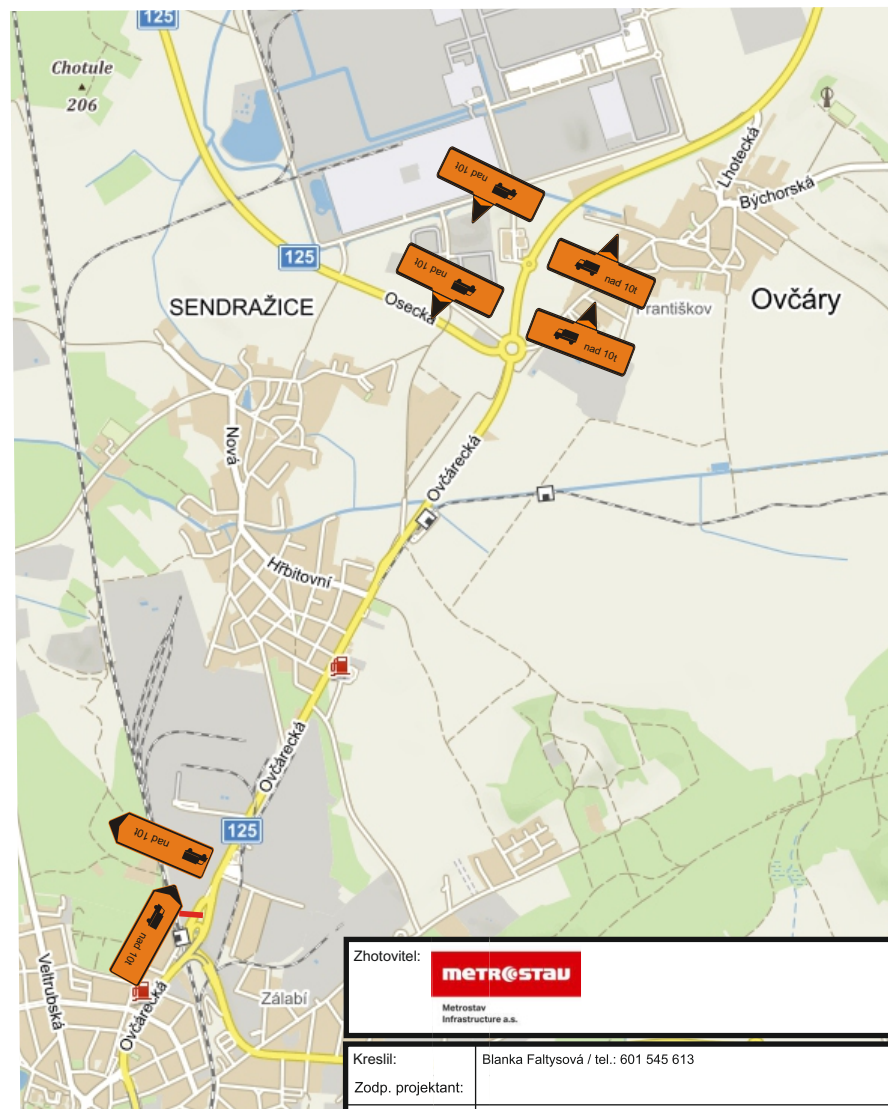 125
Chotule
206
Lhotecká
Býchorská
nad 10t
125
nad 10t
nad 10t
SENDRAŽICE
Osecká
Františkov
Ovčáry
nad 10t
Nová
Ovčárecká
Hřbitovní
Ovčárecká
125
nad 10t
nad 10t
Veltrubská
Ovčárecká
Zálabí
Zhotovitel:
METROSTAV
Metrostav
Infrastructure a.s.
Kreslil: Blanka Faltysová / tel.: 601 545 613
Zodp. projektant: